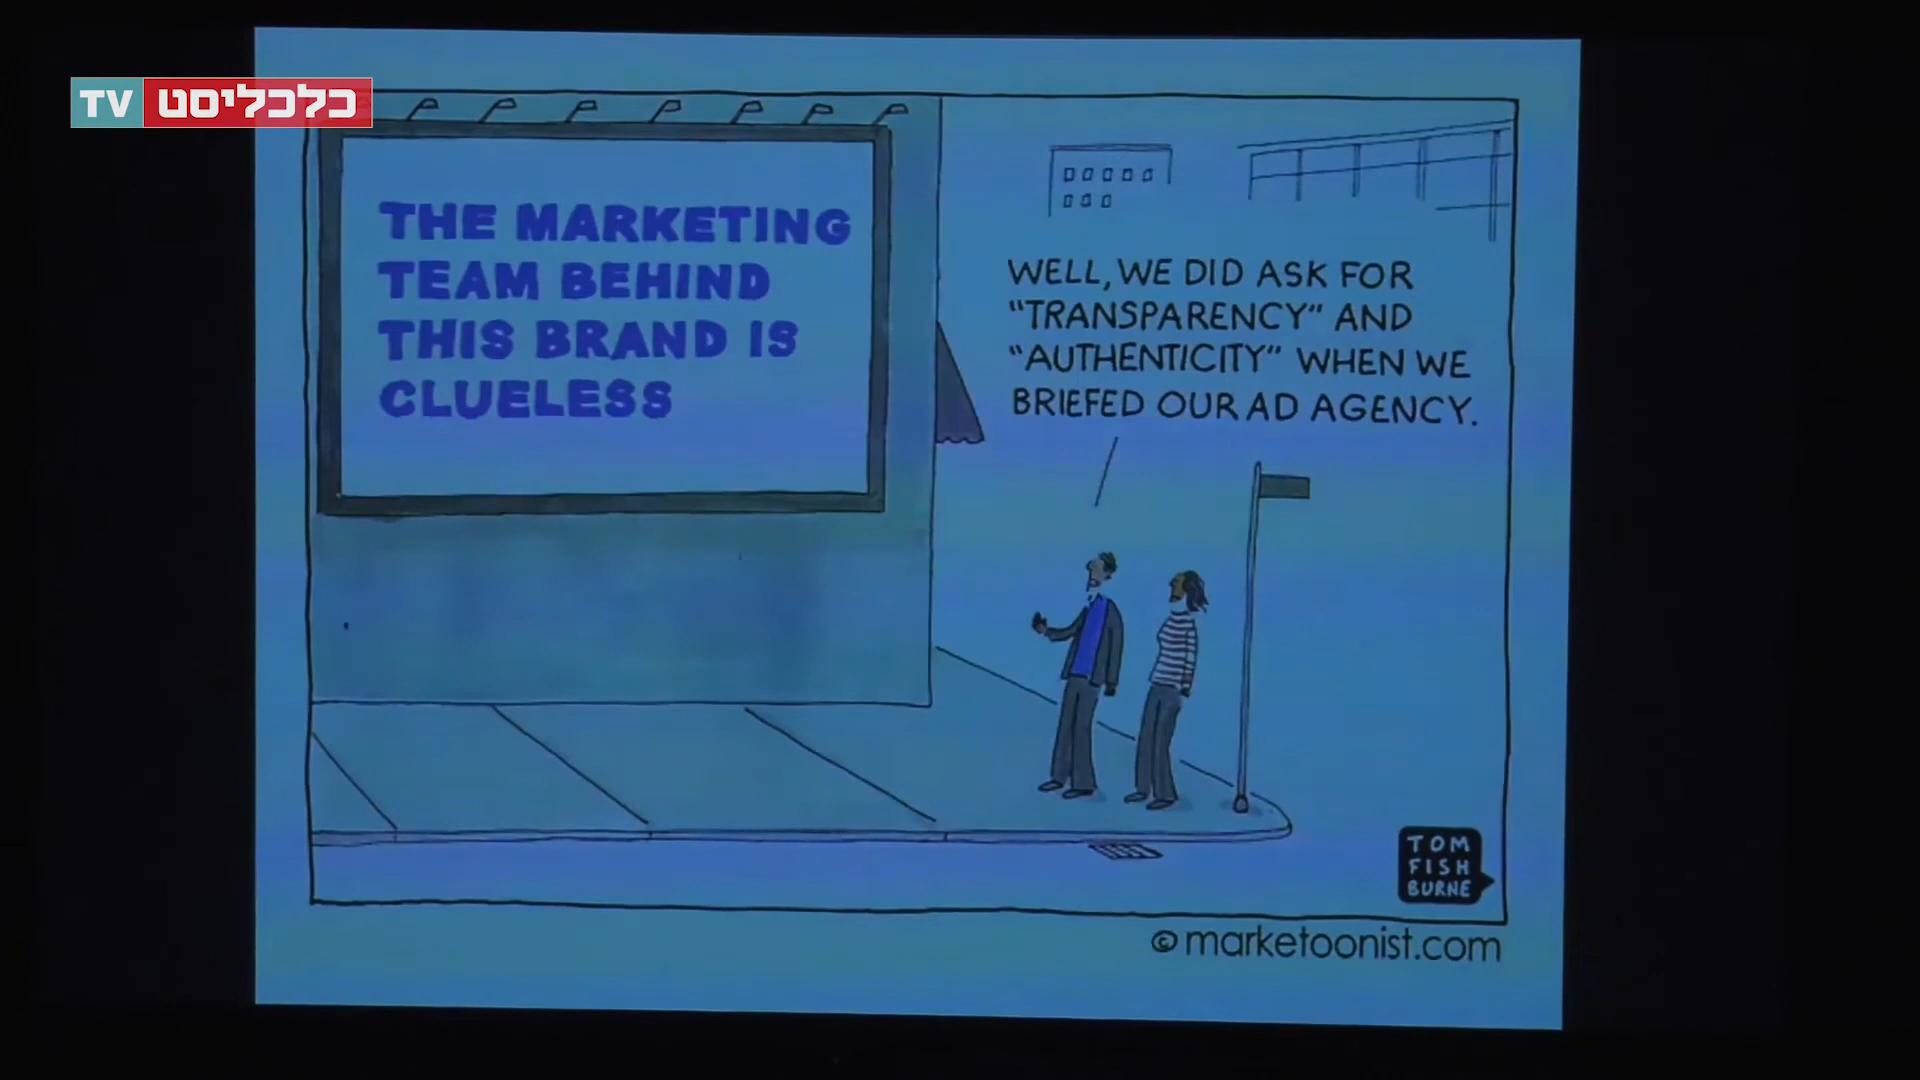 TV כלכליסט
THE MARKETING
TEAM BEHIND
THIS BRAND IS
CLUELESS
WELL, WE DID ASK FOR
"TRANSPARENCY" AND
"AUTHENTICITY" WHEN WE
BRIEFED OUR AD AGENCY.
TOM
FISH
BURNE
© marketoonist.com